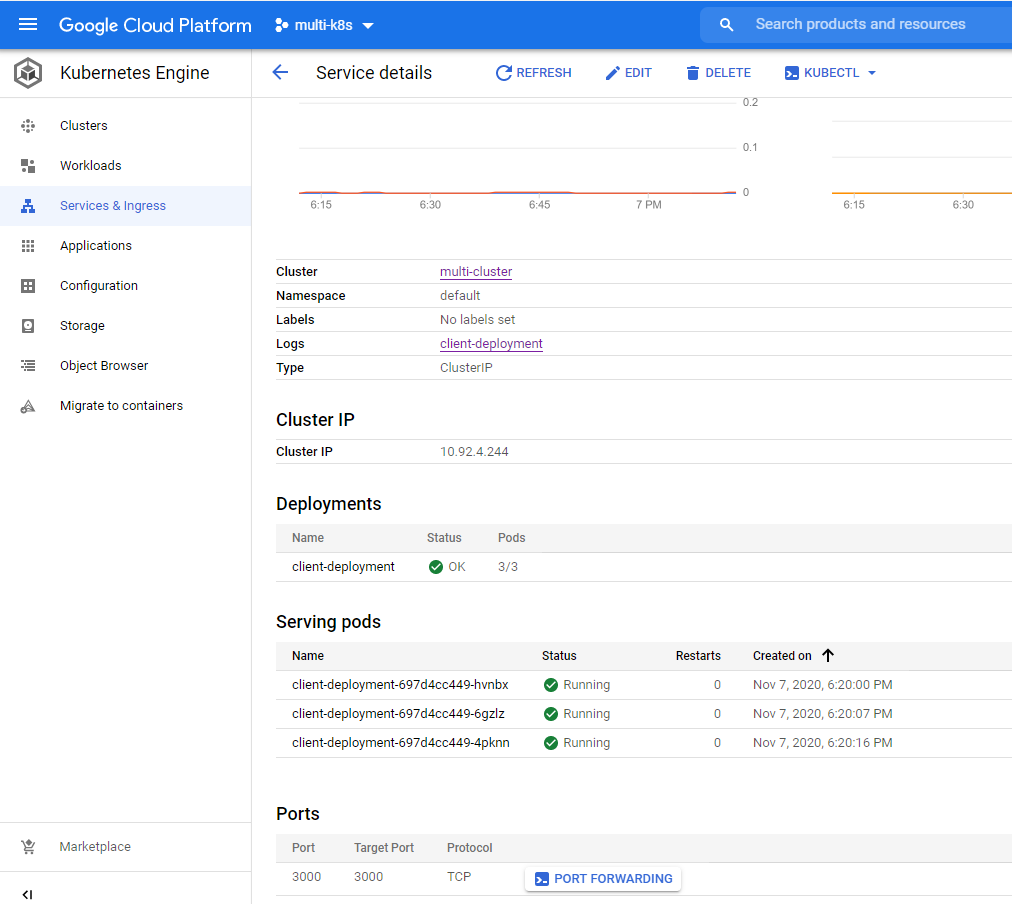 Google Cloud Platform multi-k8s Search products and resources
Kubernetes Engine Service details REFRESH EDIT DELETE KUBECTL
Clusters
Workloads
Services & Ingress
Applications
Configuration
Storage
Object Browser
Migrate to containers
Marketplace
0.2
0.1
0
6:15 6:30 6:45 7 PM 6:15 6:30
Cluster multi-cluster
Namespace default
Labels No labels set
Logs client-deployment
Type ClusterIP
Cluster IP
Cluster IP 10.92.4.244
Deployments
Name Status Pods
client-deployment OK 3/3
Serving pods
Name Status Restarts Created on
client-deployment-697d4cc449-hvnbx Running 0 Nov 7, 2020, 6:20:00 PM
client-deployment-697d4cc449-6gzlz Running 0 Nov 7, 2020, 6:20:07 PM
client-deployment-697d4cc449-4pknn Running 0 Nov 7, 2020, 6:20:16 PM
Ports
Port Target Port Protocol
3000 3000 TCP PORT FORWARDING